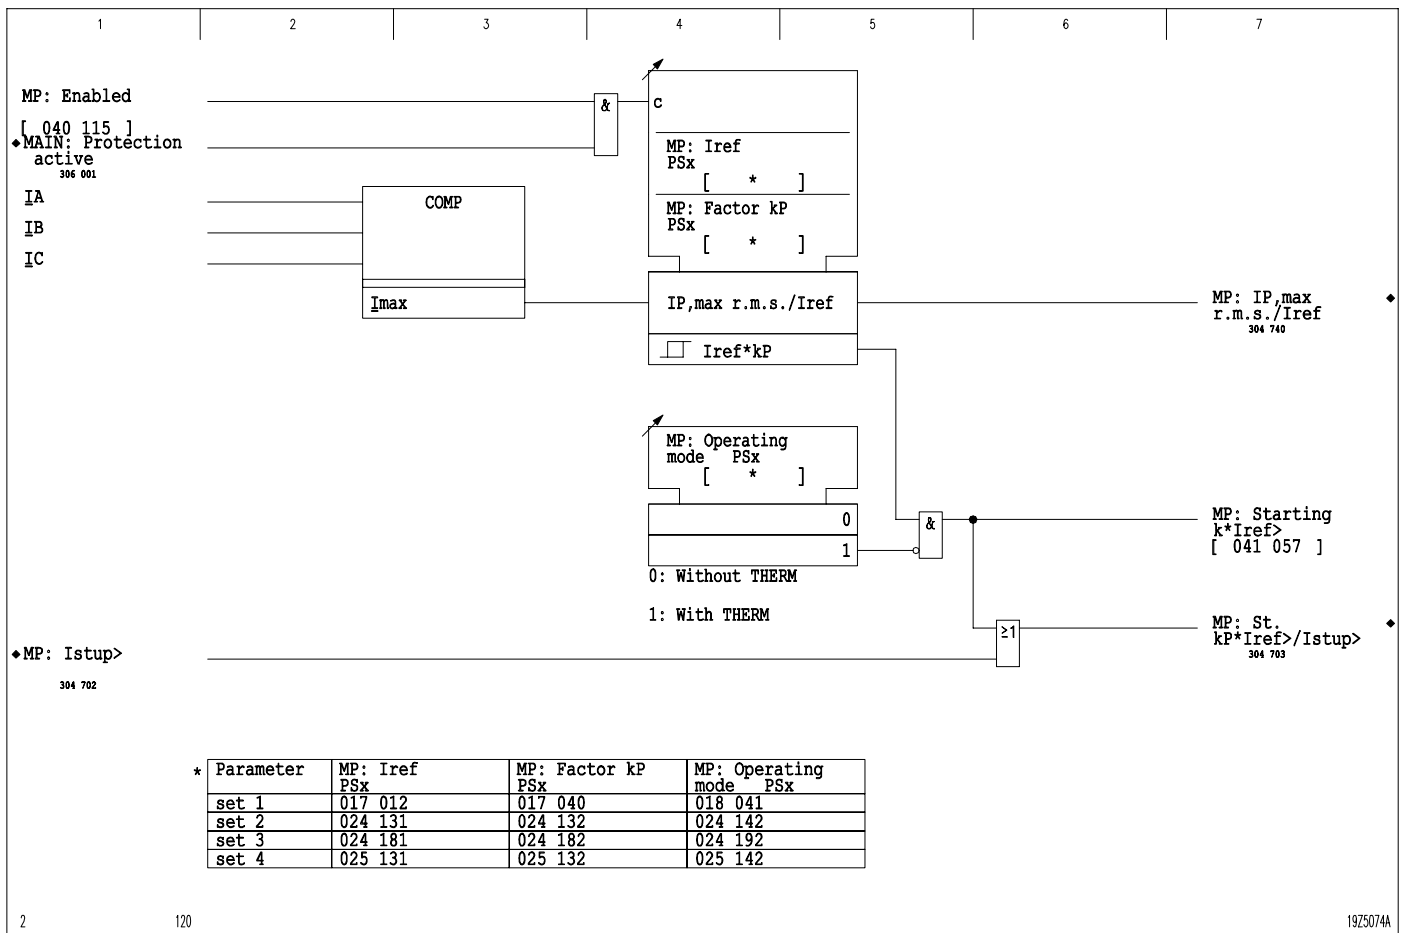 1 2 3 4 5 6 7
MP: Enabled
[ 040 115 ]
◆MAIN: Protection
active
306 001
IA
IB
IC
COMP
Imax
&
c
MP: Iref
PSx
[ * ]
MP: Factor kP
PSx
[ * ]
IP,max r.m.s./Iref
Iref*kP
MP: IP,max ◆
r.m.s./Iref
304 740
MP: Operating
mode PSx
[ * ]
0
1
0: Without THERM
1: With THERM
&
MP: Starting
k*Iref>
[ 041 057 ]
≥1
MP: St. ◆
kP*Iref>/Istup>
304 703
◆MP: Istup>
304 702
* Parameter MP: Iref MP: Factor kP MP: Operating
PSx PSx mode PSx
set 1 017 012 017 040 018 041
set 2 024 131 024 132 024 142
set 3 024 181 024 182 024 192
set 4 025 131 025 132 025 142
2 120 19Z5074A